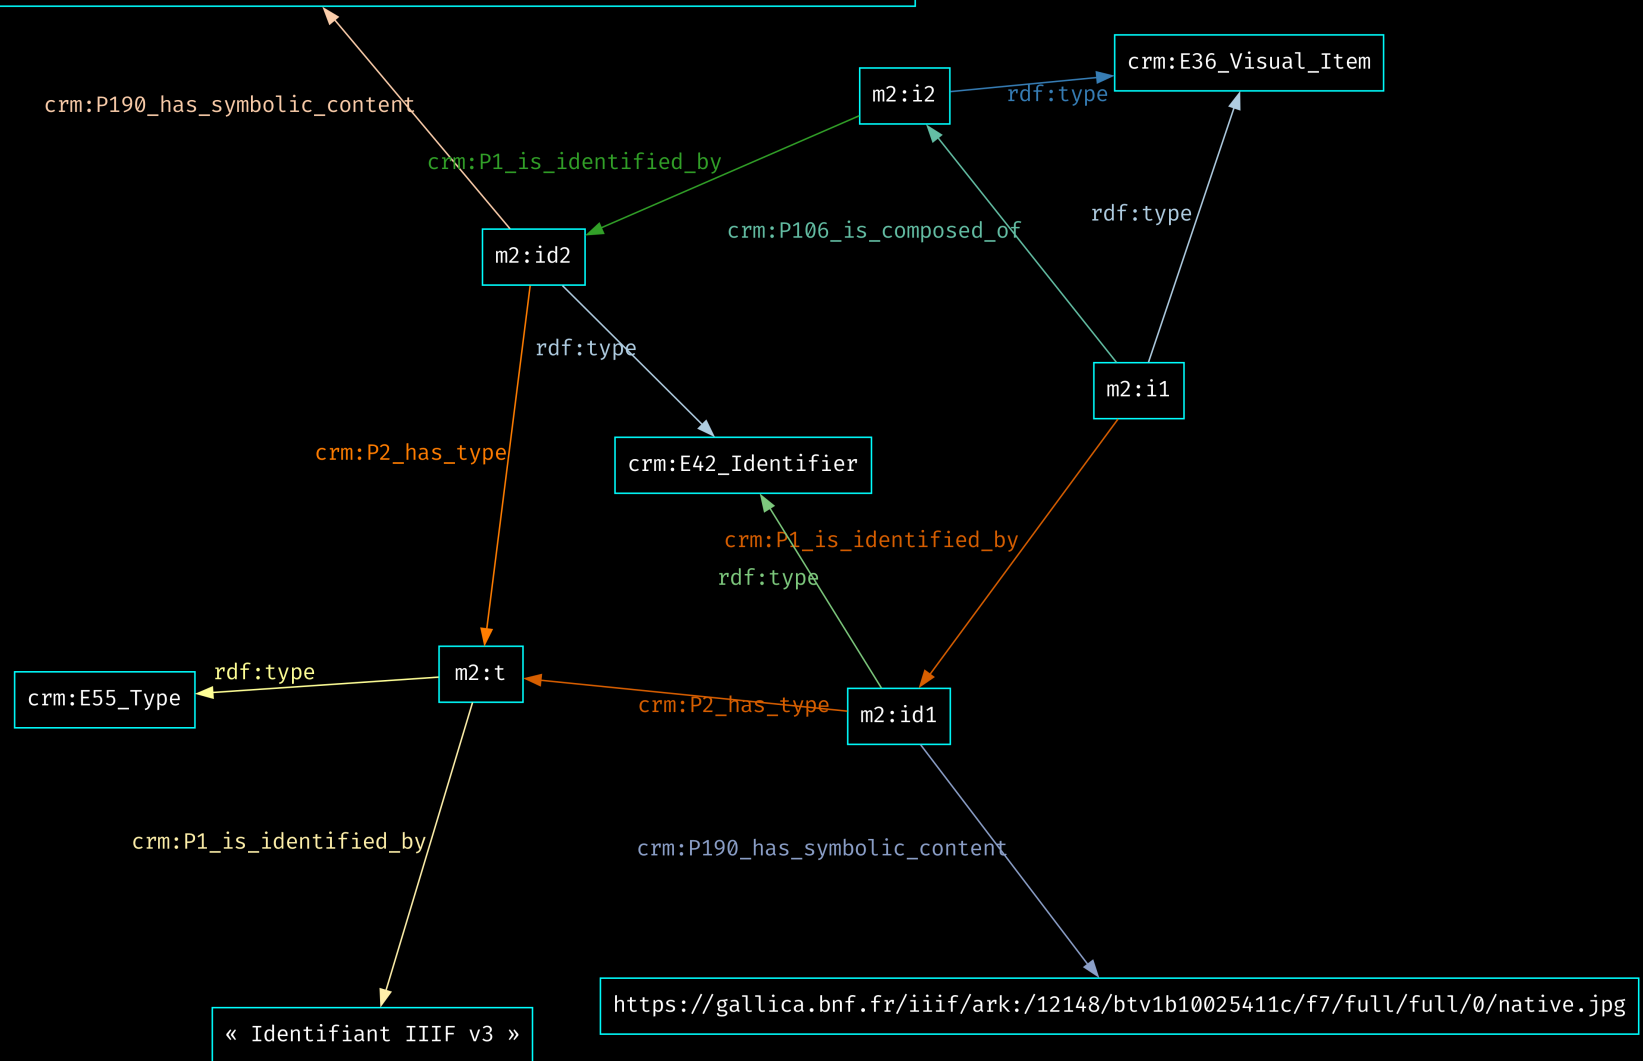 crm:E36_Visual_Item
m2:i2
rdf:type
crm:P190_has_symbolic_content
crm:P1_is_identified_by
rdf:type
crm:P106_is_composed_of
m2:id2
rdf:type
m2:i1
crm:P2_has_type
crm:E42_Identifier
crm:P1_is_identified_by
rdf:type
rdf:type
m2:t
crm:E55_Type
crm:P2_has_type
m2:id1
crm:P1_is_identified_by
crm:P190_has_symbolic_content
https://gallica.bnf.fr/iiif/ark:/12148/btv1b10025411c/f7/full/full/0/native.jpg
« Identifiant IIIF v3 »